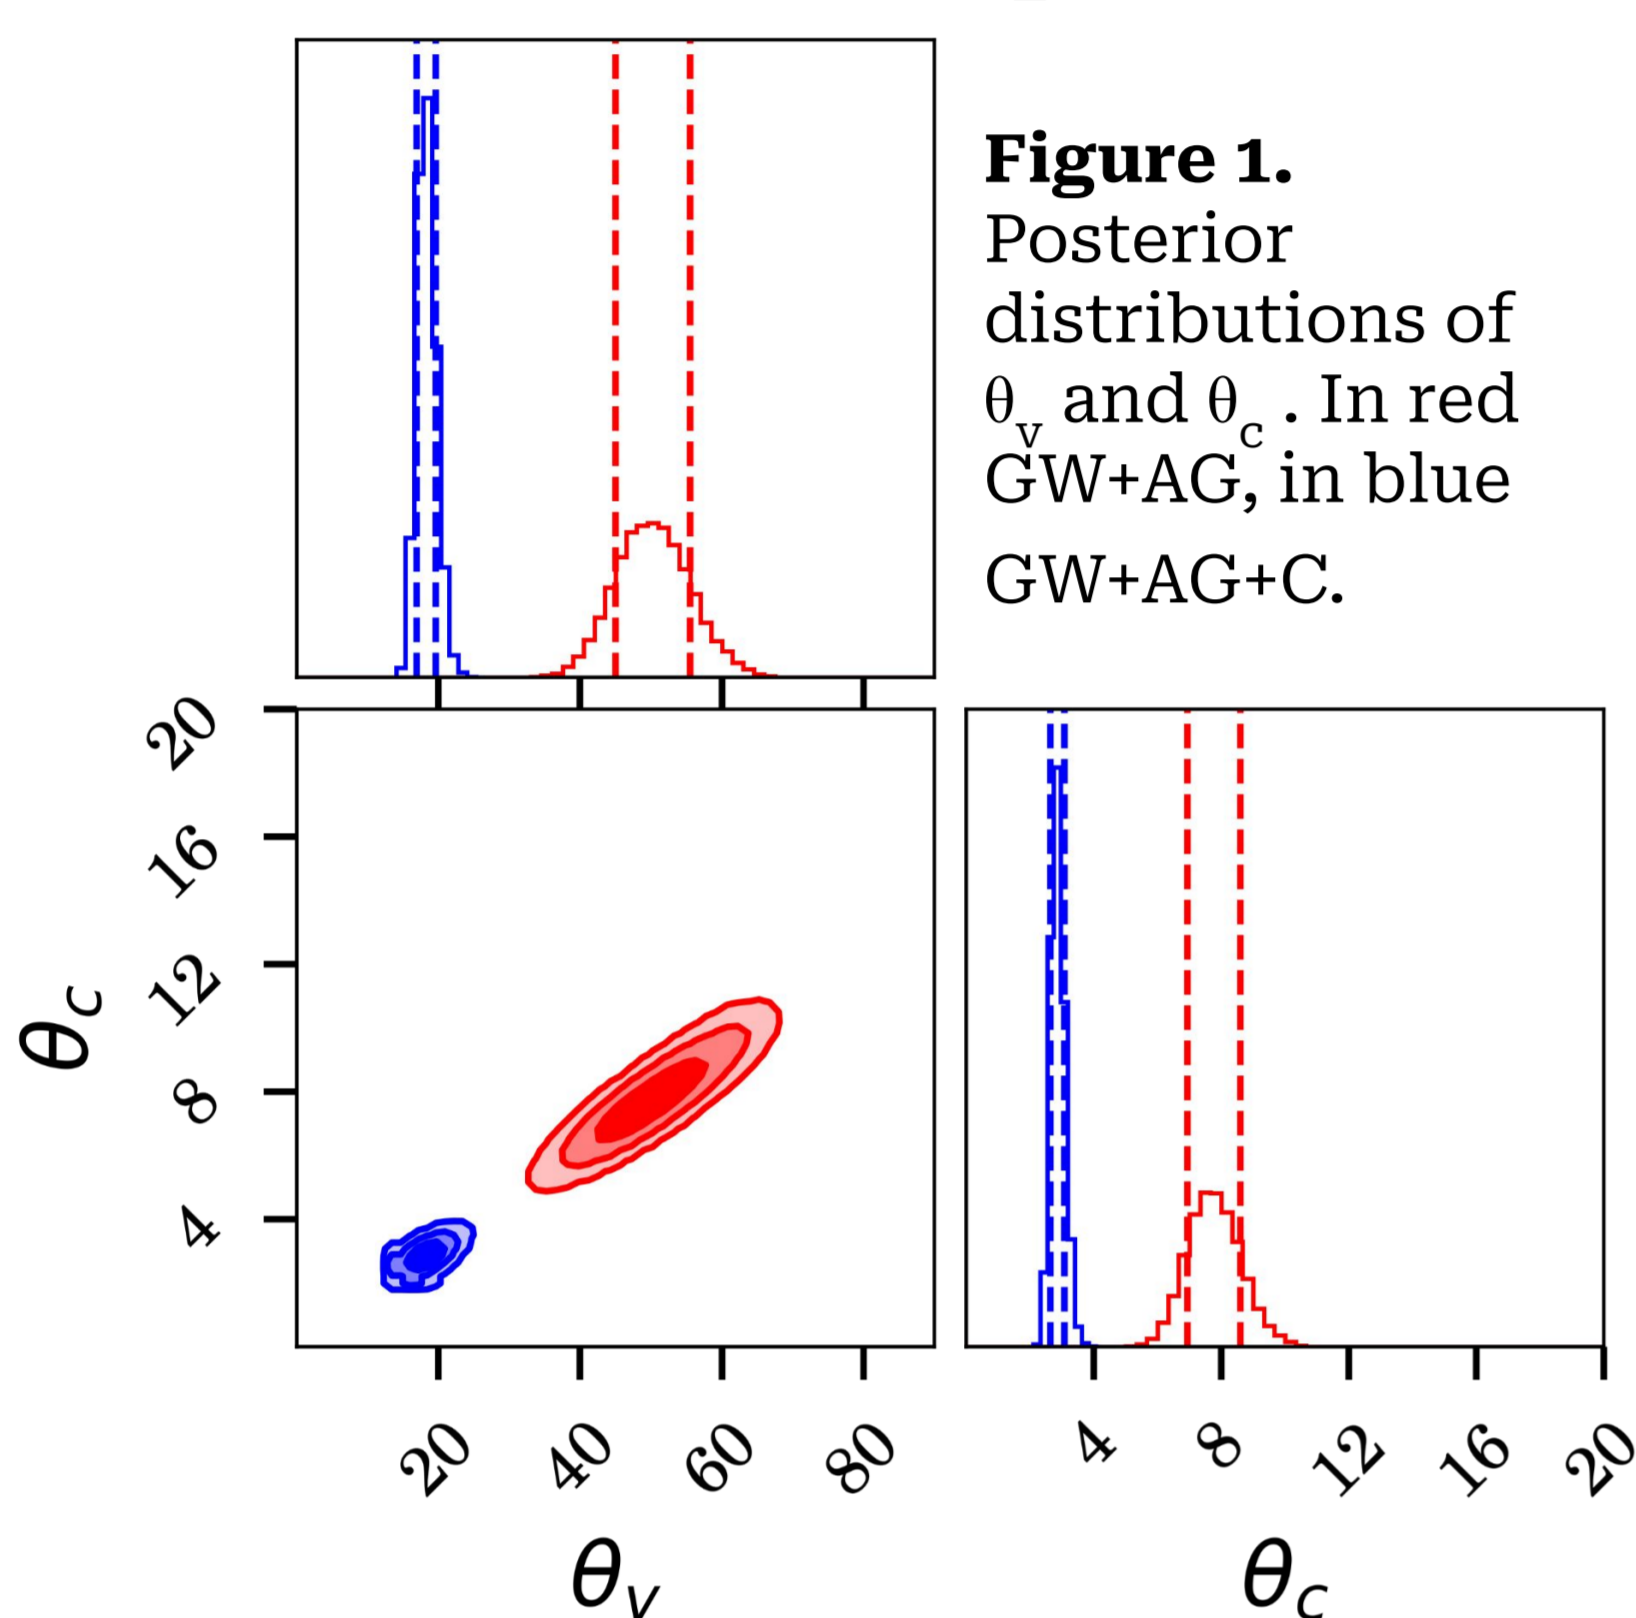 Figure 1.
Posterior
distributions of
θv and θc . In red
GW+AG, in blue
GW+AG+C.
20
16
12
8
4
θc
20 40 60 80
θv
4 8 12 16 20
θc